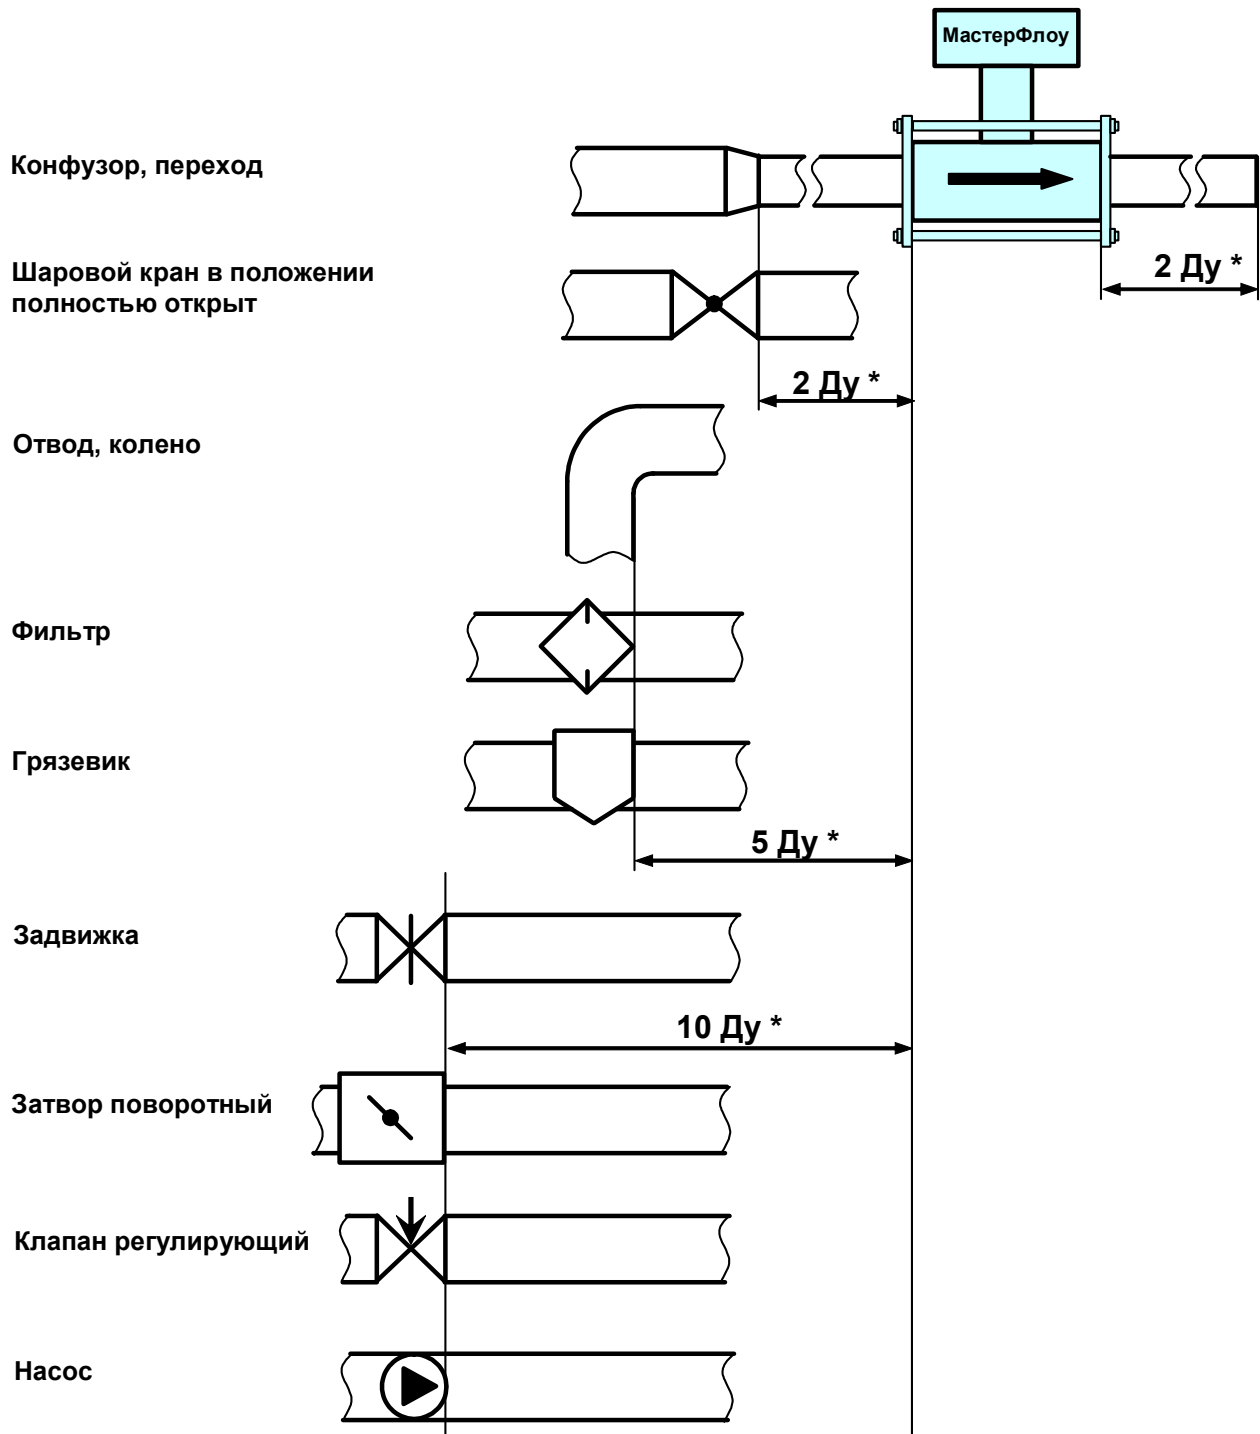 МастерФлоу
Конфузор, переход
Шаровой кран в положении
полностью открыт
2 Ду *
2 Ду *
Отвод, колено
Фильтр
Грязевик
5 Ду *
Задвижка
10 Ду *
Затвор поворотный
Клапан регулирующий
Насос